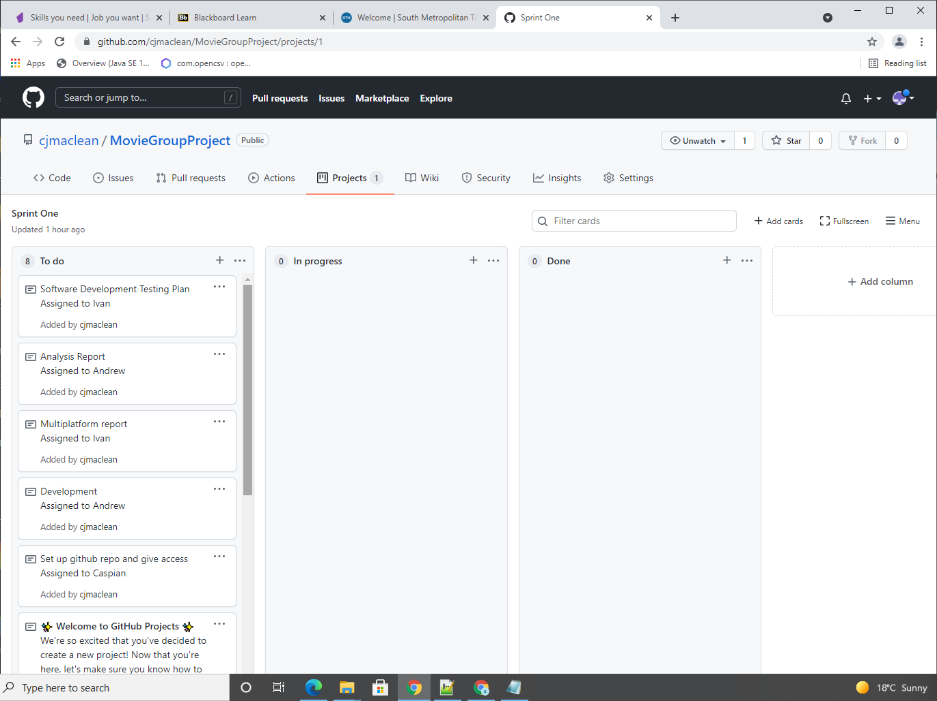 Skills you need | Job you want | S
Bb Blackboard Learn
Welcome | South Metropolitan T
Sprint One
github.com/cjmaclean/MovieGroupProject/projects/1
Apps
Overview (Java SE 1...
com.opencsv : ope...
Reading list
Search or jump to...
/
Pull requests
Issues
Marketplace
Explore
cjmaclean / MovieGroupProject
Public
Unwatch
1
Star
0
Fork
0
Code
Issues
Pull requests
Actions
Projects 1
Wiki
Security
Insights
Settings
Sprint One
Updated 1 hour ago
Filter cards
+ Add cards
Fullscreen
Menu
8 To do
0 In progress
0 Done
+ Add column
Software Development Testing Plan
Assigned to Ivan
Added by cjmaclean
Analysis Report
Assigned to Andrew
Added by cjmaclean
Multiplatform report
Assigned to Ivan
Added by cjmaclean
Development
Assigned to Andrew
Added by cjmaclean
Set up github repo and give access
Assigned to Caspian
Added by cjmaclean
✨ Welcome to GitHub Projects ✨
We're so excited that you've decided to
create a new project! Now that you're
here, let's make sure you know how to
Type here to search
18°C Sunny